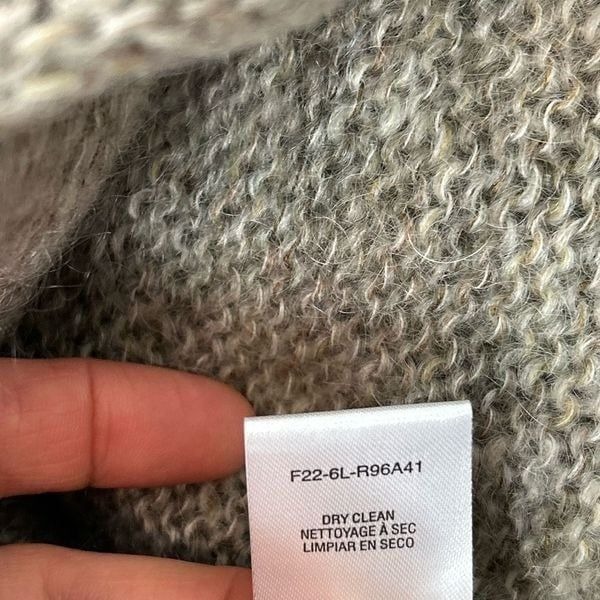 F22-6L-R96A41
DRY CLEAN
NETTOYAGE À SEC
LIMPIAR EN SECO